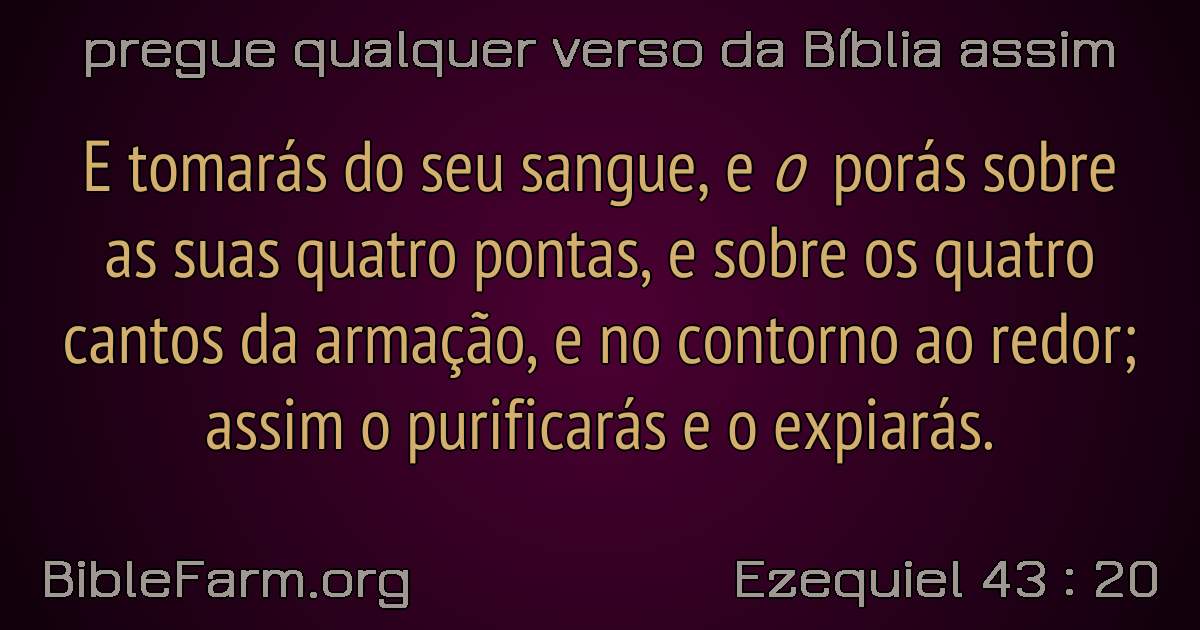 pregue qualquer verso da Bíblia assim
E tomarás do seu sangue, e o porás sobre
as suas quatro pontas, e sobre os quatro
cantos da armação, e no contorno ao redor;
assim o purificarás e o expiarás.
BibleFarm.org
Ezequiel 43 : 20